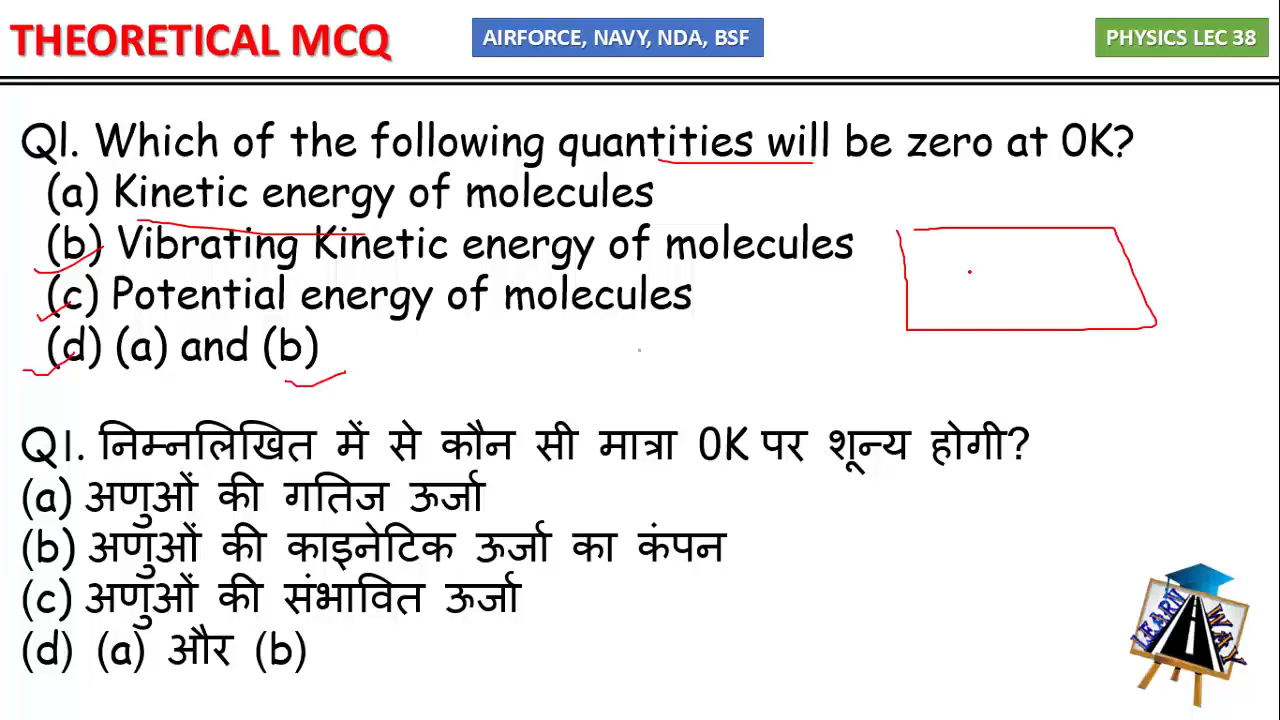 THEORETICAL MCQ
AIRFORCE, NAVY, NDA, BSF
PHYSICS LEC 38
Ql. Which of the following quantities will be zero at 0K?
(a) Kinetic energy of molecules
(b) Vibrating Kinetic energy of molecules
(c) Potential energy of molecules
(d) (a) and (b)
Ql. निम्नलिखित में से कौन सी मात्रा 0K पर शून्य होगी?
(a) अणुओं की गतिज ऊर्जा
(b) अणुओं की काइनेटिक ऊर्जा का कंपन
(c) अणुओं की संभावित ऊर्जा
(d) (a) और (b)
LEARN WAY